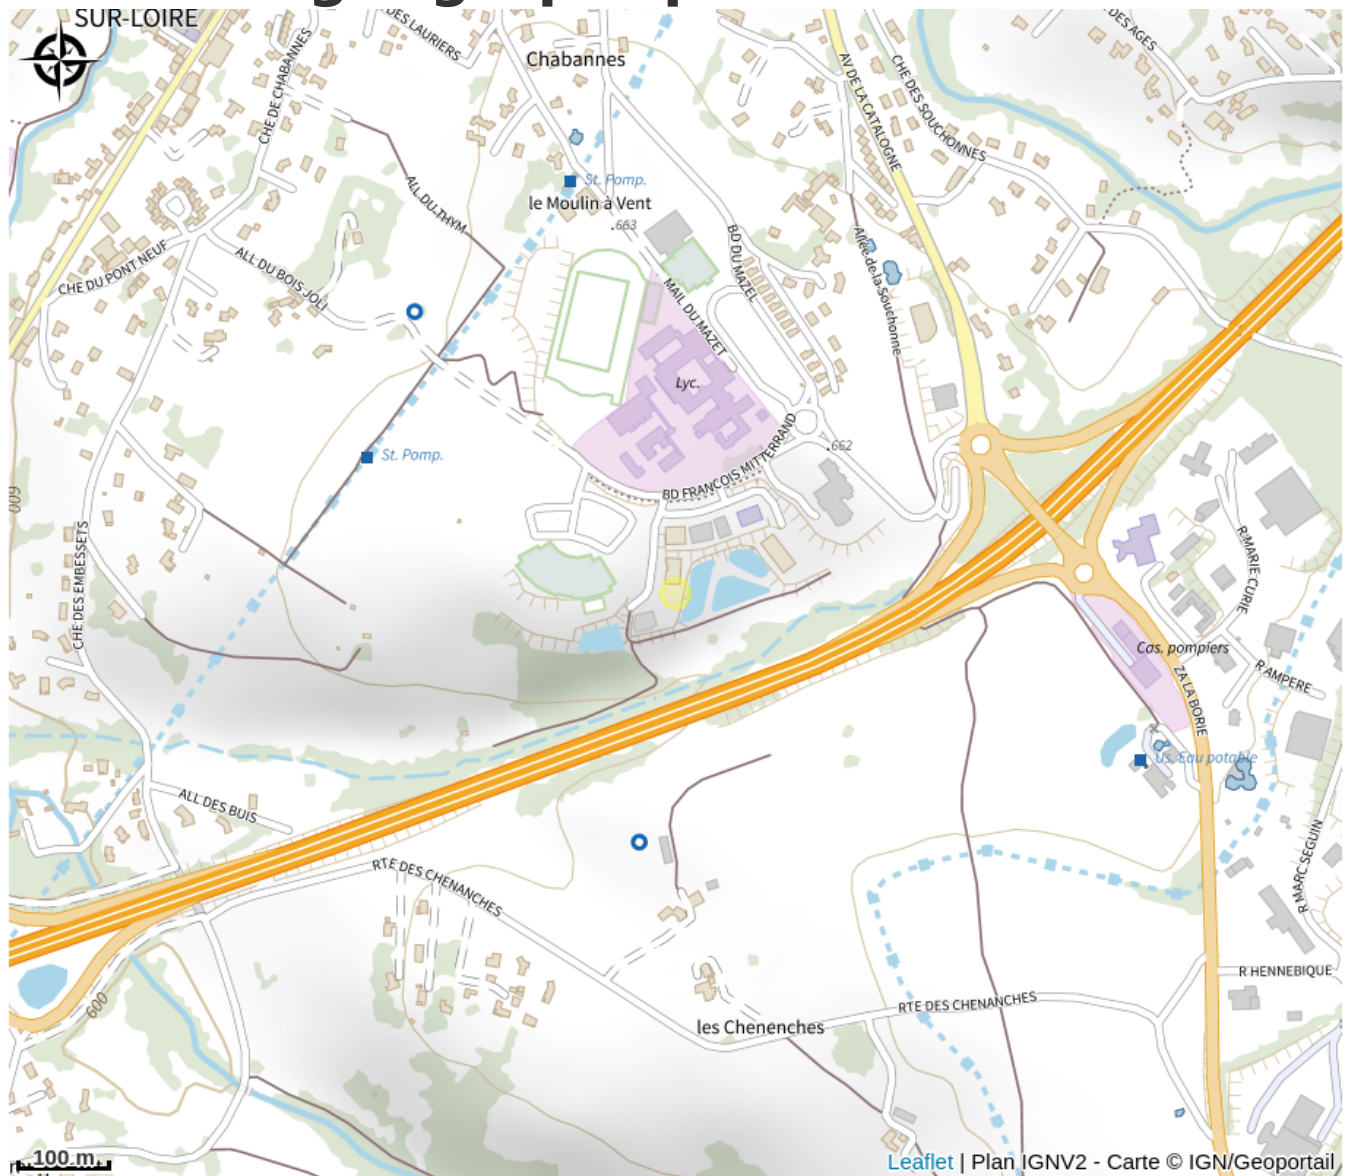 SUR-LOIRE
DES LAURIERS
Chabannes
CHE DE CHABANNES
AV DE LA CATALOGNE
CHE DES SOUCHONNES
DES AGES
St. Pomp.
le Moulin à Vent
.663
ALL DU THYM
BD DU MAZEL
Allée de la Souchonne
CHE DU PONT NEUF
ALL DU BOIS JOLI
MAIL DU MAZET
Lyc.
.662
St. Pomp.
BD FRANCOIS MITTERRAND
600
CHE DES EMBESSETS
R MARIE CURIE
Cas. pompiers
R AMPERE
ZA LA BORIE
Us. Eau potable
ALL DES BUIS
R MARC SEGUIN
RTE DES CHENANCHES
R HENNEBIQUE
600
RTE DES CHENANCHES
les Chenenches
100 m
Leaflet | Plan IGNV2 - Carte © IGN/Geoportail